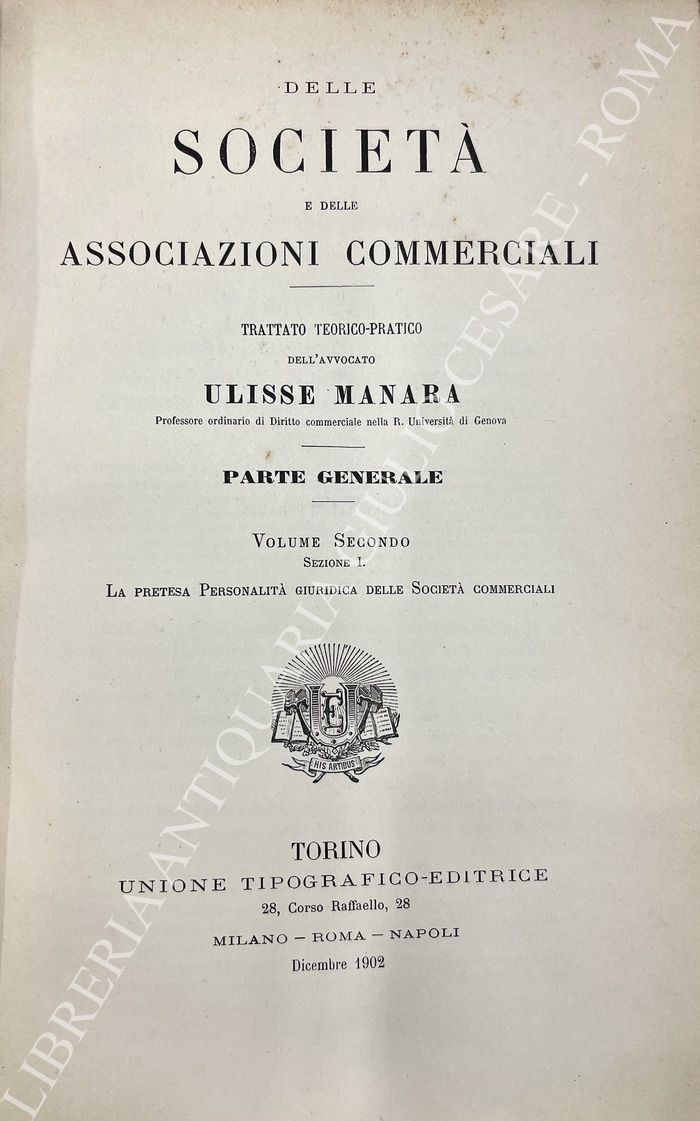 DELLE
SOCIETÀ
E DELLE
ASSOCIAZIONI COMMERCIALI
TRATTATO TEORICO-PRATICO
DELL'AVVOCATO
ULISSE MANARA
Professore ordinario di Diritto commerciale nella R. Università di Genova
PARTE GENERALE
VOLUME SECONDO
SEZIONE I.
LA PRETESA PERSONALITÀ GIURIDICA DELLE SOCIETÀ COMMERCIALI
UTE
HIS ARTIBUS
TORINO
UNIONE TIPOGRAFICO-EDITRICE
28, Corso Raffaello, 28
MILANO — ROMA — NAPOLI
Dicembre 1902
LIBRERIA ANTIQUARIA GIULIO CESARE - ROMA